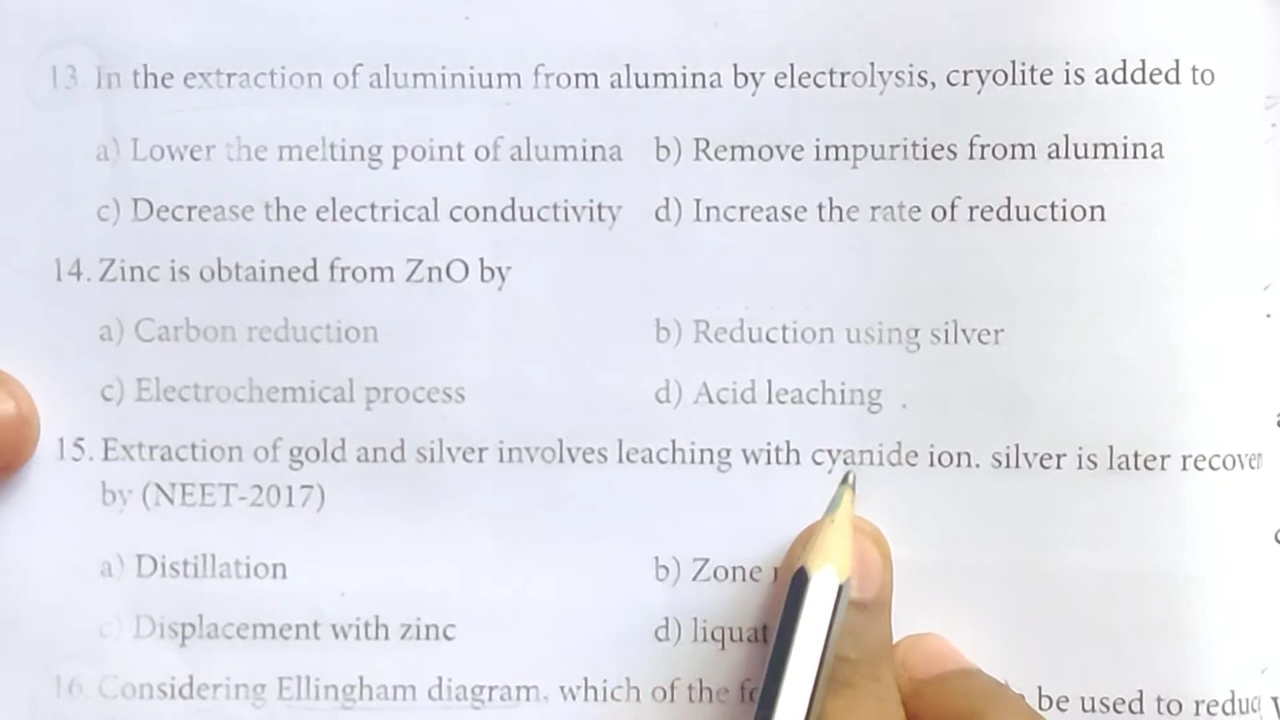 13. In the extraction of aluminium from alumina by electrolysis, cryolite is added to
a) Lower the melting point of alumina b) Remove impurities from alumina
c) Decrease the electrical conductivity d) Increase the rate of reduction
14. Zinc is obtained from ZnO by
a) Carbon reduction b) Reduction using silver
c) Electrochemical process d) Acid leaching .
15. Extraction of gold and silver involves leaching with cyanide ion. silver is later recover
by (NEET-2017)
a) Distillation b) Zone
c) Displacement with zinc d) liquat
16. Considering Ellingham diagram, which of the be used to reduc